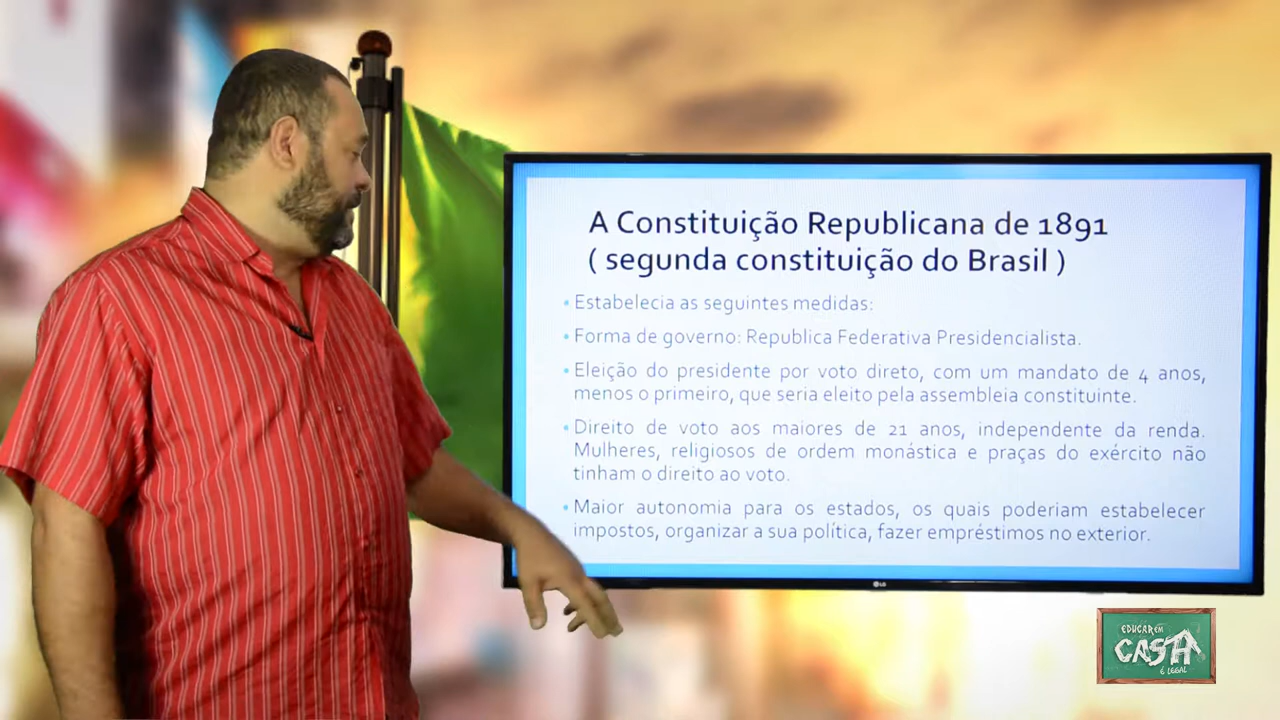 A Constituição Republicana de 1891
( segunda constituição do Brasil )
• Estabelecia as seguintes medidas:
• Forma de governo: Republica Federativa Presidencialista.
• Eleição do presidente por voto direto, com um mandato de 4 anos,
menos o primeiro, que seria eleito pela assembleia constituinte.
• Direito de voto aos maiores de 21 anos, independente da renda.
Mulheres, religiosos de ordem monástica e praças do exército não
tinham o direito ao voto.
• Maior autonomia para os estados, os quais poderiam estabelecer
impostos, organizar a sua política, fazer empréstimos no exterior.
LG
EDUCAR EM
CASA
É LEGAL